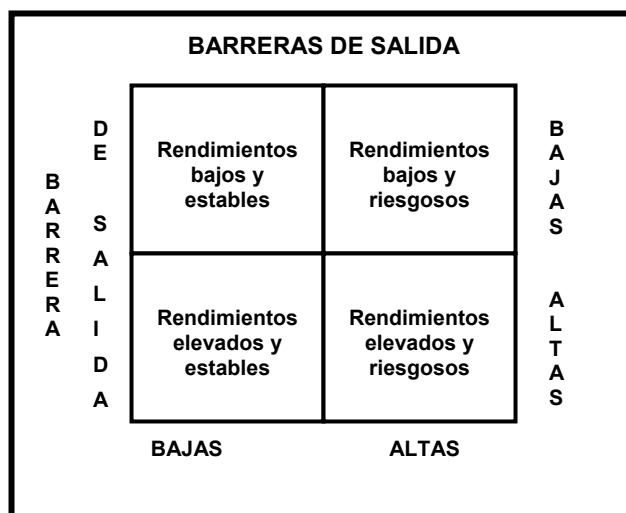 BARRERAS DE SALIDA
BARRERA
DE SALIDA
Rendimientos
bajos y
estables
Rendimientos
bajos y
riesgosos
BAJAS
Rendimientos
elevados y
estables
Rendimientos
elevados y
riesgosos
ALTAS
BAJAS
ALTAS